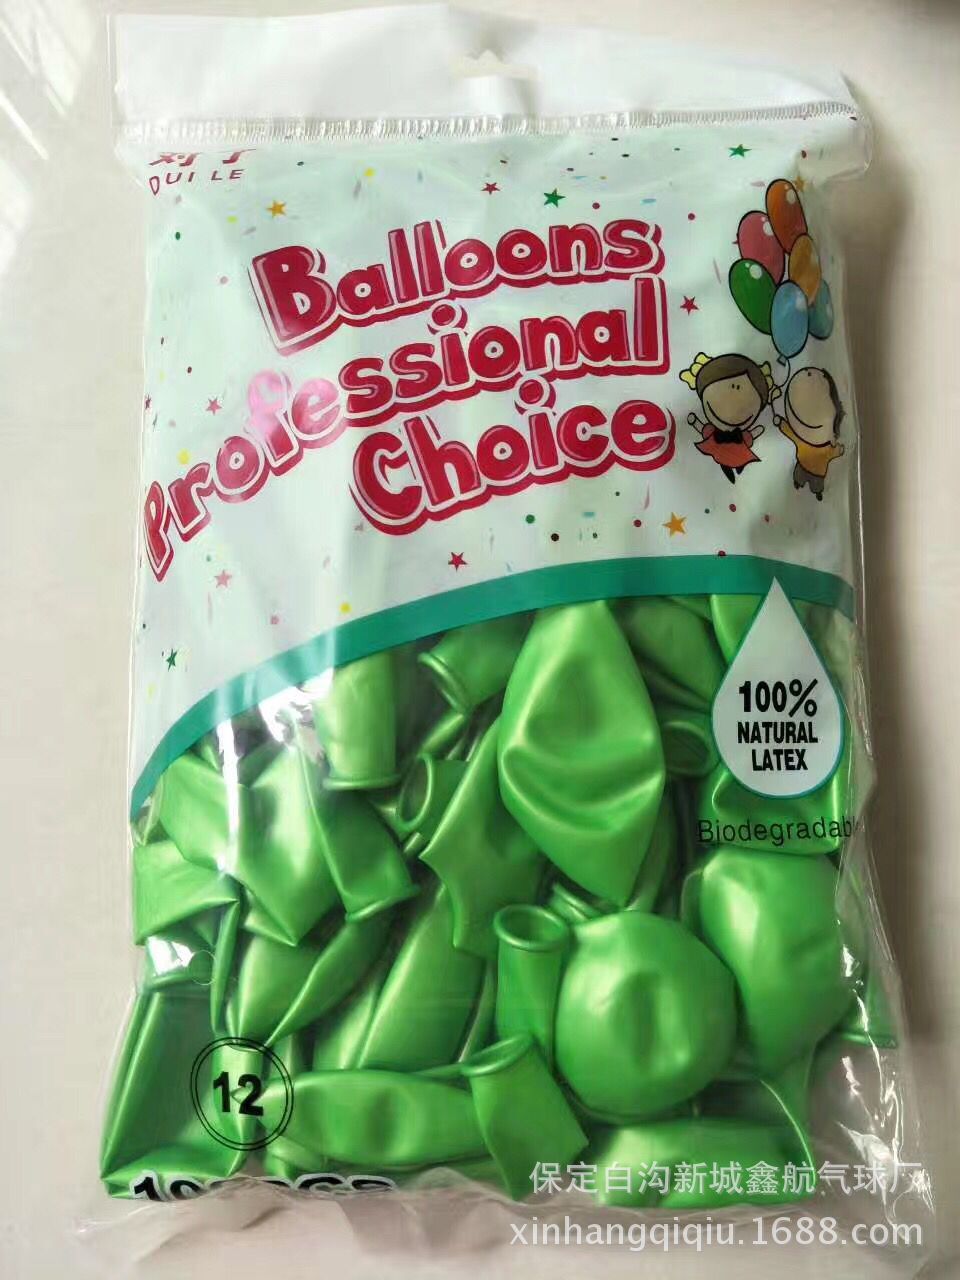 DUI LE
Balloons
Professional
Choice
100%
NATURAL
LATEX
Biodegradabl
12
保定白沟新城鑫航气球厂
xinhangqiqiu.1688.com